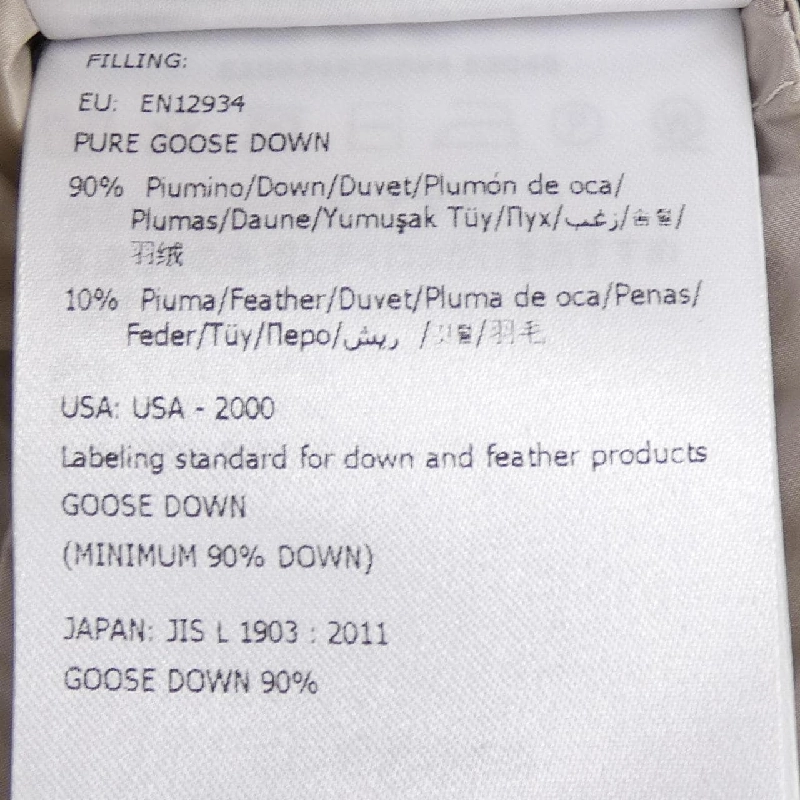 FILLING:
EU: EN12934
PURE GOOSE DOWN
90% Piumino/Down/Duvet/Plumón de oca/
Plumas/Daune/Yumuşak Tüy/Пух/زغب/솜털/
羽绒
10% Piuma/Feather/Duvet/Pluma de oca/Penas/
Feder/Tüy/Перо/ريش /깃털/羽毛
USA: USA - 2000
Labeling standard for down and feather products
GOOSE DOWN
(MINIMUM 90% DOWN)
JAPAN: JIS L 1903 : 2011
GOOSE DOWN 90%